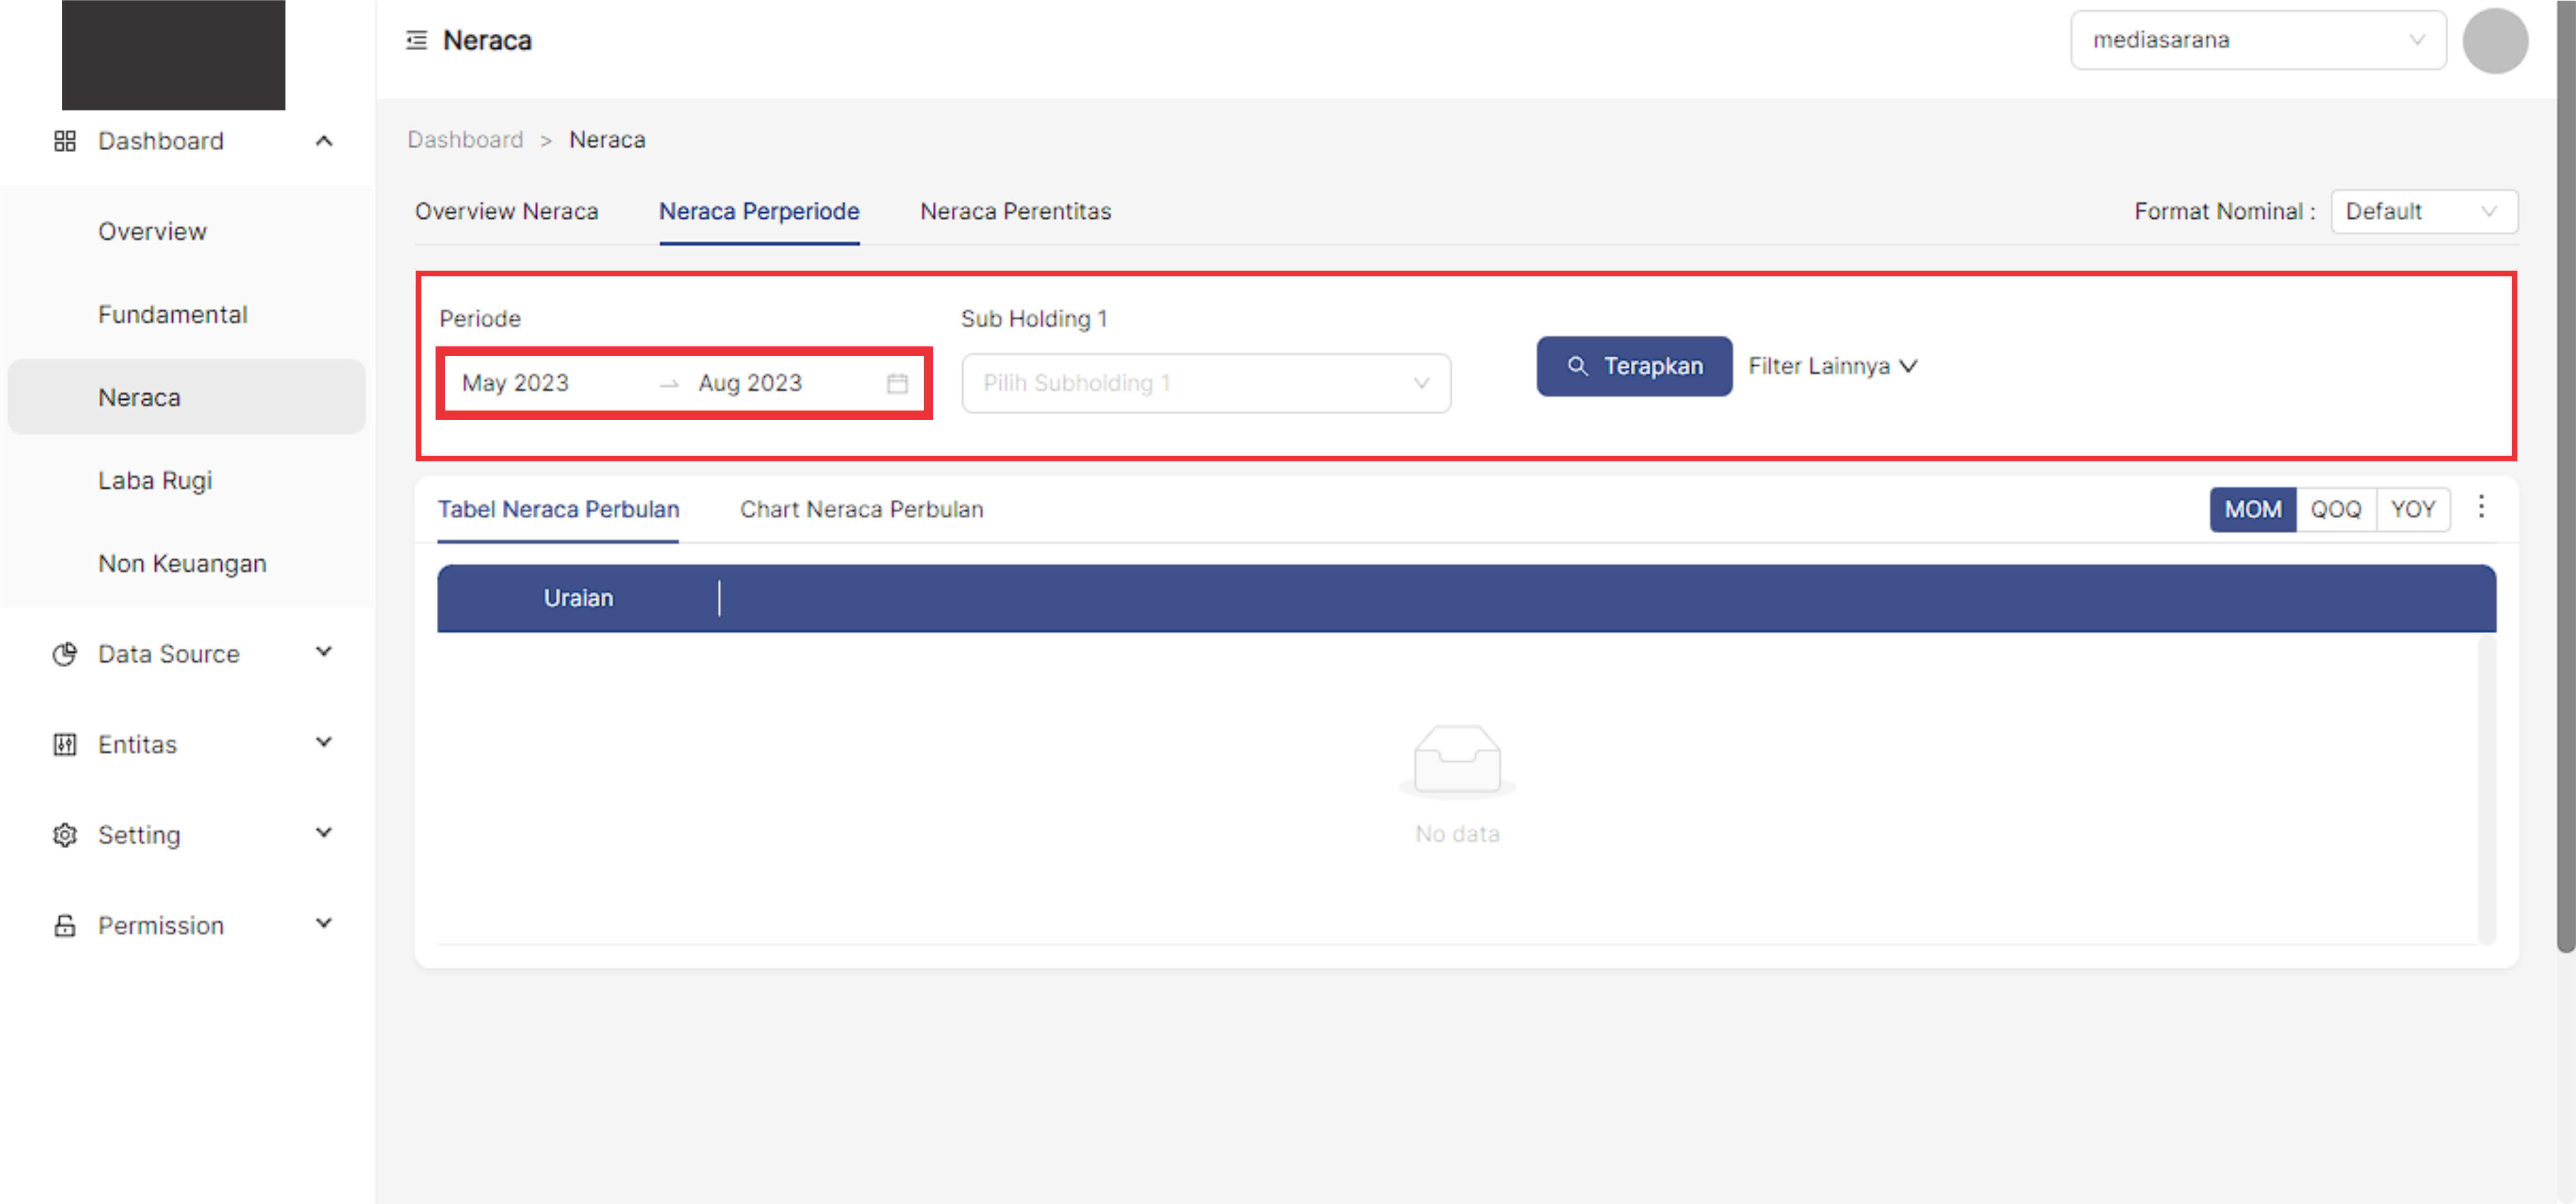 Neraca
mediasarana
Dashboard
Overview
Fundamental
Neraca
Laba Rugi
Non Keuangan
Data Source
Entitas
Setting
Permission
Dashboard > Neraca
Overview Neraca Neraca Perperiode Neraca Perentitas Format Nominal : Default
Periode Sub Holding 1
May 2023 → Aug 2023 Pilih Subholding 1 Terapkan Filter Lainnya
Tabel Neraca Perbulan Chart Neraca Perbulan MOM QOQ YOY
Uraian
No data